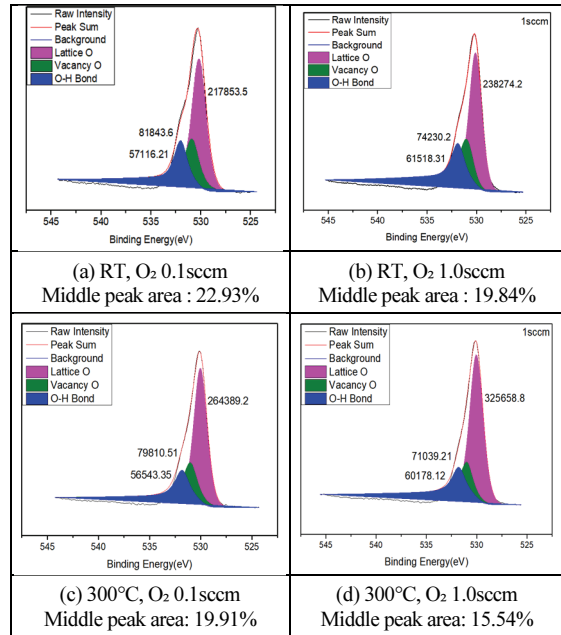 Raw Intensity
Peak Sum
Background
Lattice O
Vacancy O
O-H Bond
217853.5
81843.6
57116.21
545 540 535 530 525
Binding Energy(eV)
(a) RT, O₂ 0.1sccm
Middle peak area : 22.93%
Raw Intensity
Peak Sum
Background
Lattice O
Vacancy O
O-H Bond
1sccm
238274.2
74230.2
61518.31
545 540 535 530 525
Binding Energy(eV)
(b) RT, O₂ 1.0sccm
Middle peak area : 19.84%
Raw Intensity
Peak Sum
Background
Lattice O
Vacancy O
O-H Bond
264389.2
79810.51
56543.35
545 540 535 530 525
Binding Energy(eV)
(c) 300°C, O₂ 0.1sccm
Middle peak area: 19.91%
Raw Intensity
Peak Sum
Background
Lattice O
Vacancy O
O-H Bond
1sccm
325658.8
71039.21
60178.12
545 540 535 530 525
Binding Energy(eV)
(d) 300°C, O₂ 1.0sccm
Middle peak area: 15.54%